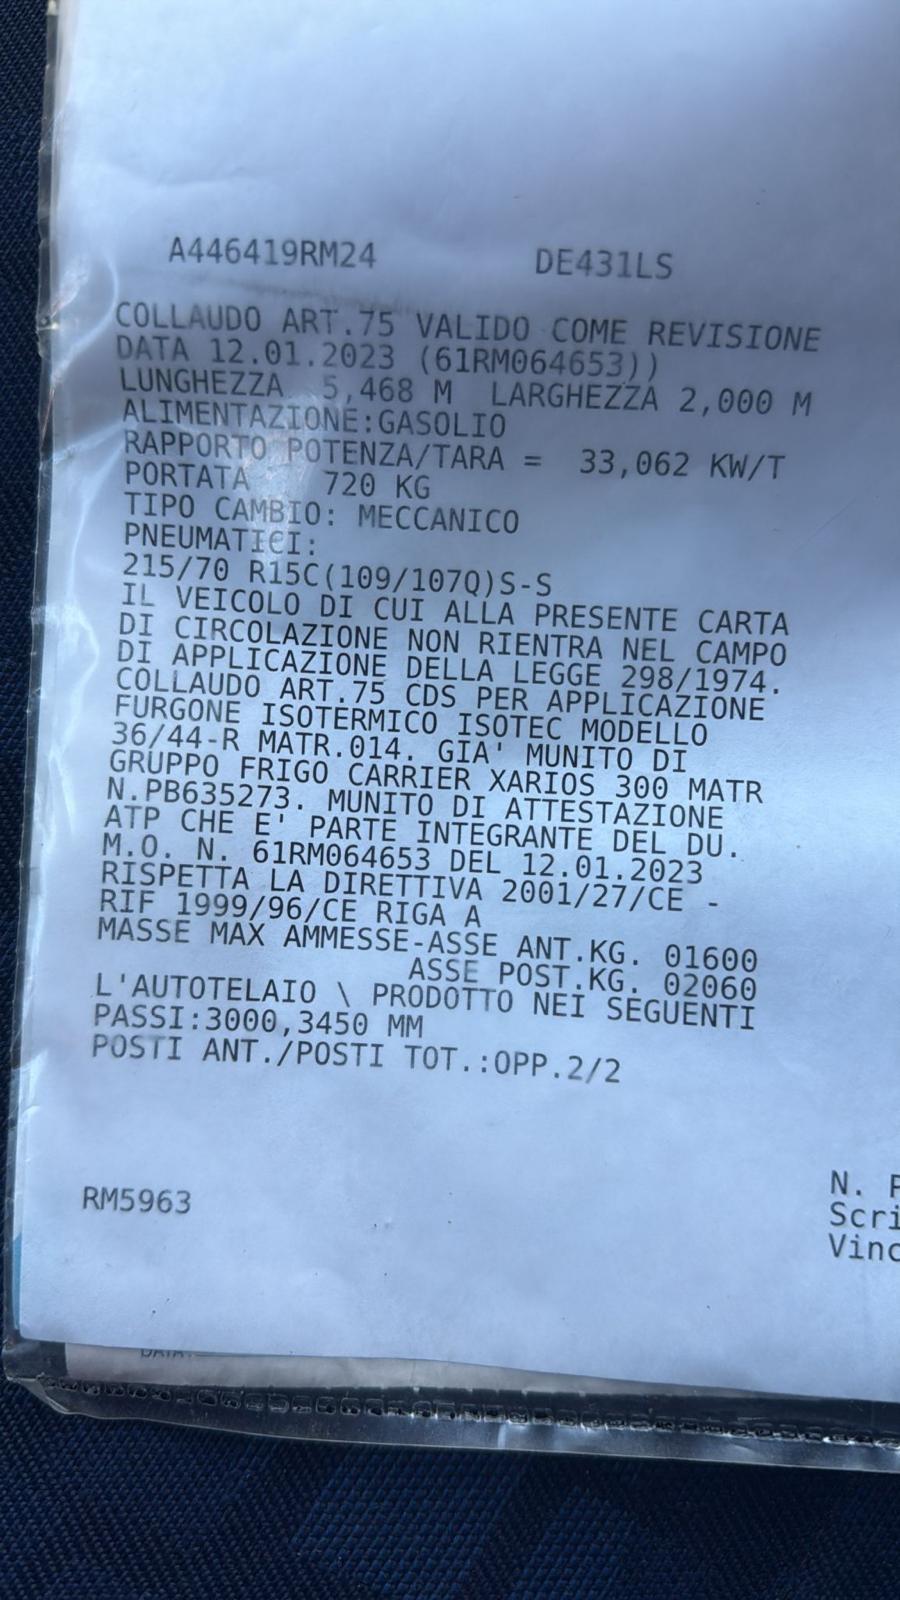 A446419RM24 DE431LS
COLLAUDO ART.75 VALIDO COME REVISIONE
DATA 12.01.2023 (61RM064653))
LUNGHEZZA 5,468 M LARGHEZZA 2,000 M
ALIMENTAZIONE:GASOLIO
RAPPORTO POTENZA/TARA = 33,062 KW/T
PORTATA 720 KG
TIPO CAMBIO: MECCANICO
PNEUMATICI:
215/70 R15C(109/107Q)S-S
IL VEICOLO DI CUI ALLA PRESENTE CARTA
DI CIRCOLAZIONE NON RIENTRA NEL CAMPO
DI APPLICAZIONE DELLA LEGGE 298/1974.
COLLAUDO ART.75 CDS PER APPLICAZIONE
FURGONE ISOTERMICO ISOTEC MODELLO
36/44-R MATR.014. GIA' MUNITO DI
GRUPPO FRIGO CARRIER XARIOS 300 MATR
N.PB635273. MUNITO DI ATTESTAZIONE
ATP CHE E' PARTE INTEGRANTE DEL DU.
M.O. N. 61RM064653 DEL 12.01.2023
RISPETTA LA DIRETTIVA 2001/27/CE -
RIF 1999/96/CE RIGA A
MASSE MAX AMMESSE-ASSE ANT.KG. 01600
ASSE POST.KG. 02060
L'AUTOTELAIO \ PRODOTTO NEI SEGUENTI
PASSI:3000,3450 MM
POSTI ANT./POSTI TOT.:OPP.2/2
RM5963
N.
Scri
Vinc